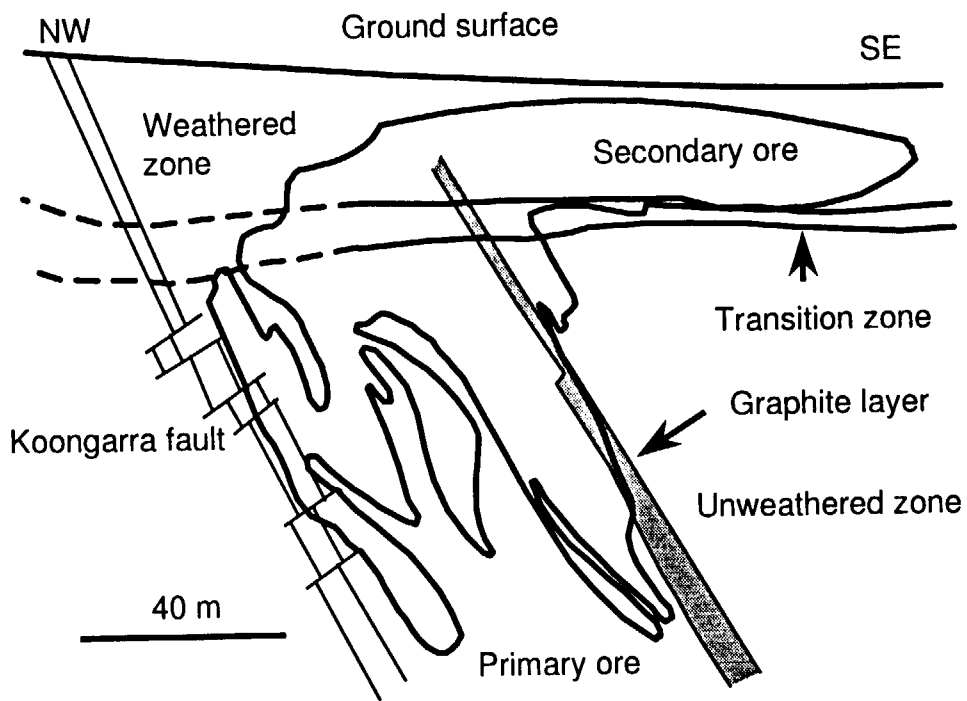 NW
Ground surface
SE
Weathered
zone
Secondary ore
Transition zone
Graphite layer
Koongarra fault
Unweathered zone
40 m
Primary ore